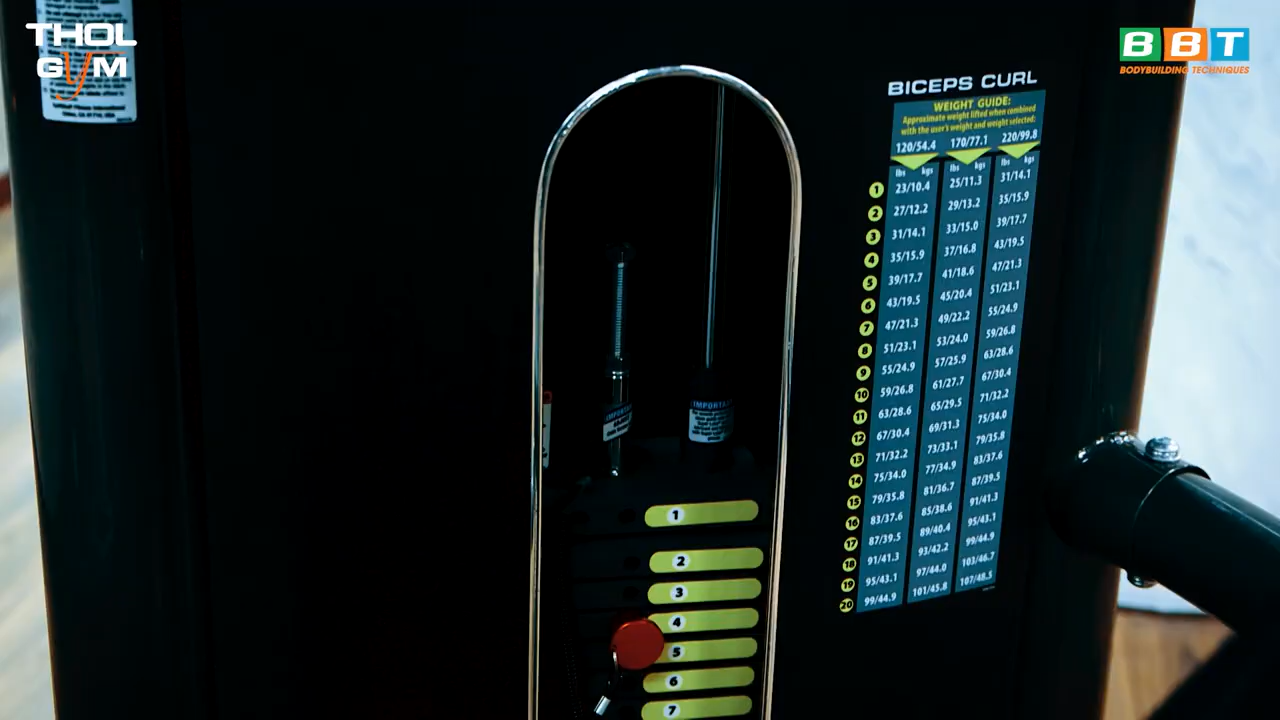 THOL
GYM
BBT
BODYBUILDING TECHNIQUES
BICEPS CURL
WEIGHT GUIDE:
Approximate weight lifted when combined
with the user's weight and weight selected:
120/54.4 170/77.1 220/99.8
lbs kgs lbs kgs lbs kgs
1 23/10.4 25/11.3 31/14.1
2 27/12.2 29/13.2 35/15.9
3 31/14.1 33/15.0 39/17.7
4 35/15.9 37/16.8 43/19.5
5 39/17.7 41/18.6 47/21.3
6 43/19.5 45/20.4 51/23.1
7 47/21.3 49/22.2 55/24.9
8 51/23.1 53/24.0 59/26.8
9 55/24.9 57/25.9 63/28.6
10 59/26.8 61/27.7 67/30.4
11 63/28.6 65/29.5 71/32.2
12 67/30.4 69/31.3 75/34.0
13 71/32.2 73/33.1 79/35.8
14 75/34.0 77/34.9 83/37.6
15 79/35.8 81/36.7 87/39.5
16 83/37.6 85/38.6 91/41.3
17 87/39.5 89/40.4 95/43.1
18 91/41.3 93/42.2 99/44.9
19 95/43.1 97/44.0 103/46.7
20 99/44.9 101/45.8 107/48.5
1
2
3
4
5
6
7